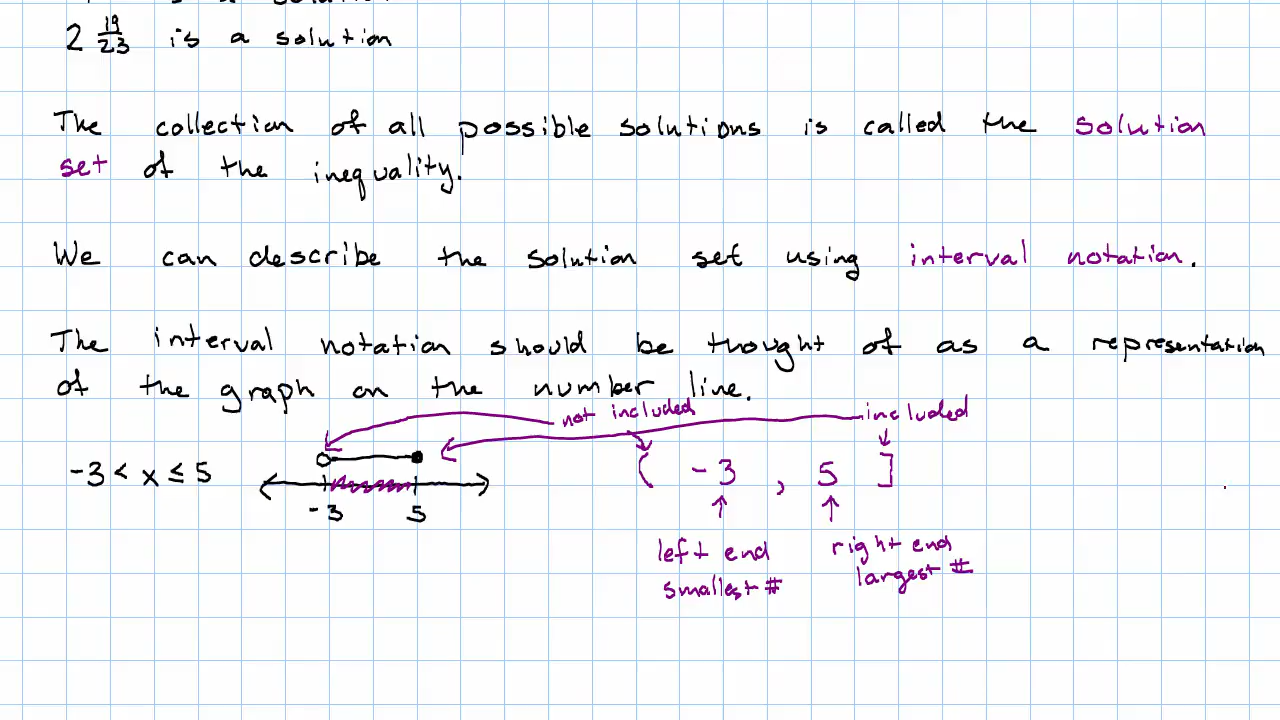 is a solution
2 19/23 is a solution
The collection of all possible solutions is called the solution
set of the inequality.
We can describe the solution set using interval notation.
The interval notation should be thought of as a representation
of the graph on the number line.
not included
included
-3 < x ≤ 5
( -3 , 5 ]
-3 5
left end
smallest #
right end
largest #